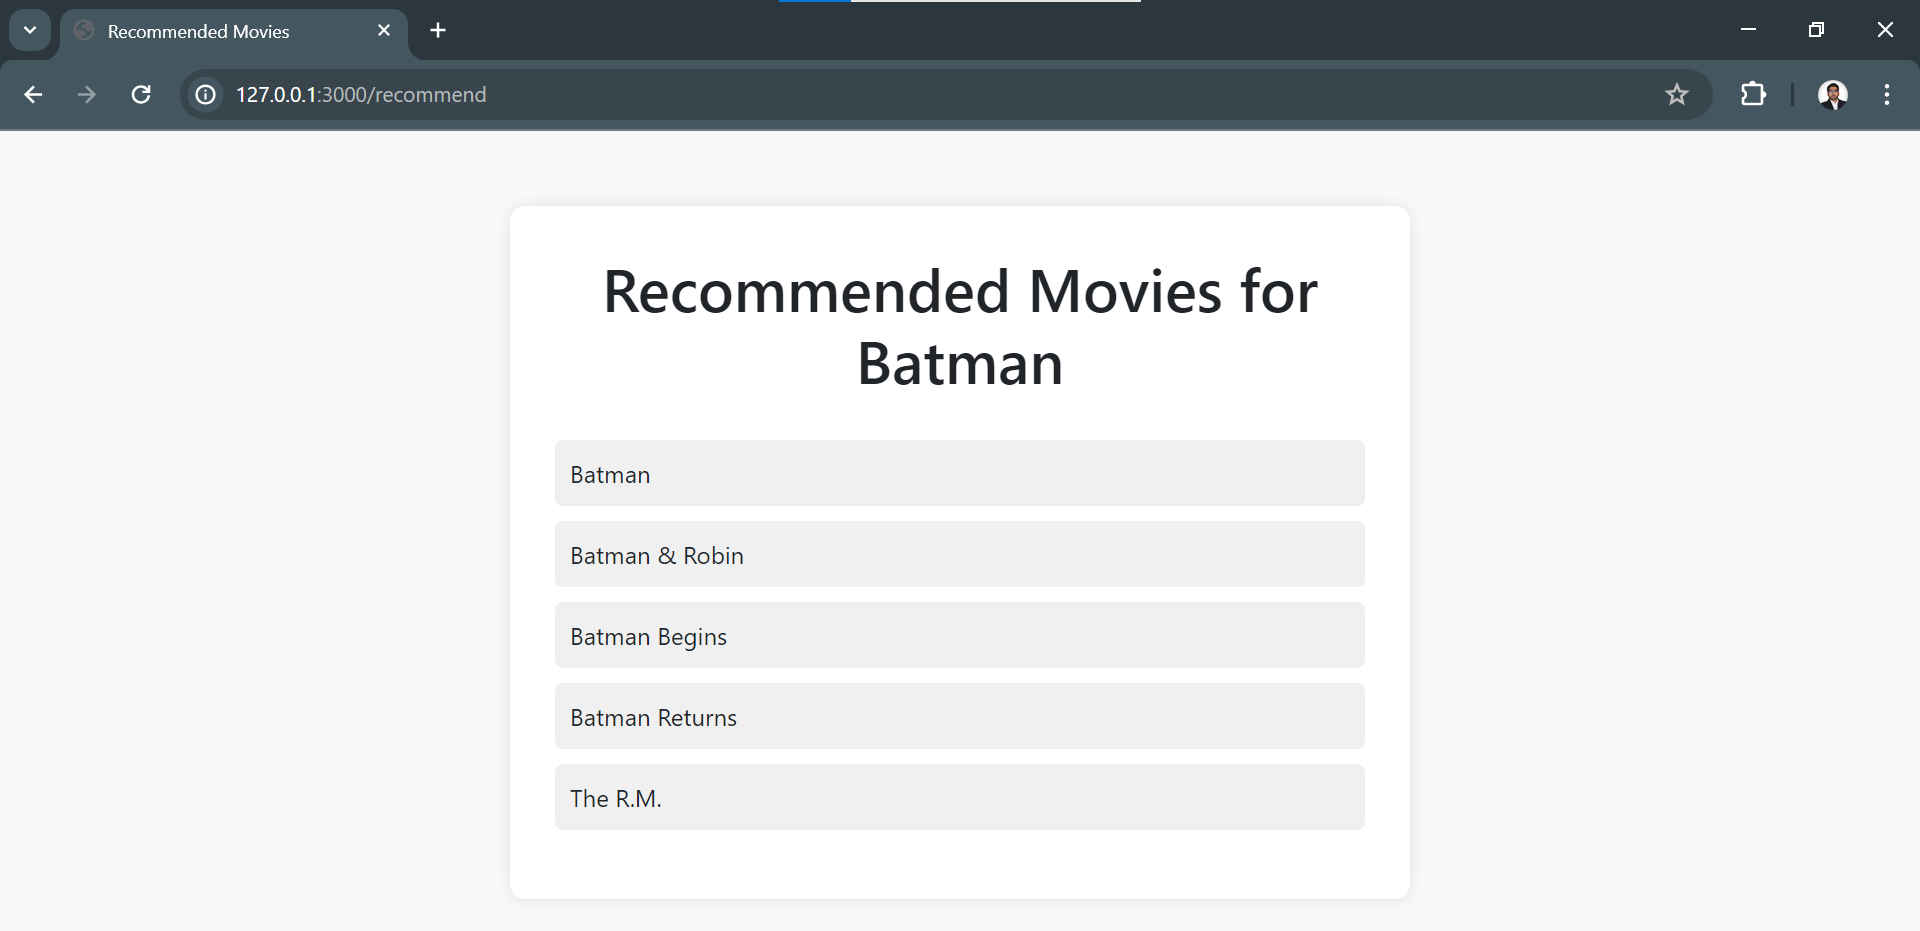 Recommended Movies
127.0.0.1:3000/recommend
Recommended Movies for
Batman
Batman
Batman & Robin
Batman Begins
Batman Returns
The R.M.